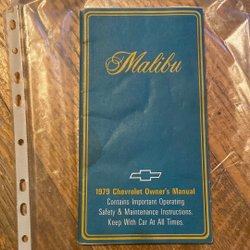 Malibu
1979 Chevrolet Owner's Manual
Contains Important Operating
Safety & Maintenance Instructions.
Keep With Car At All Times.